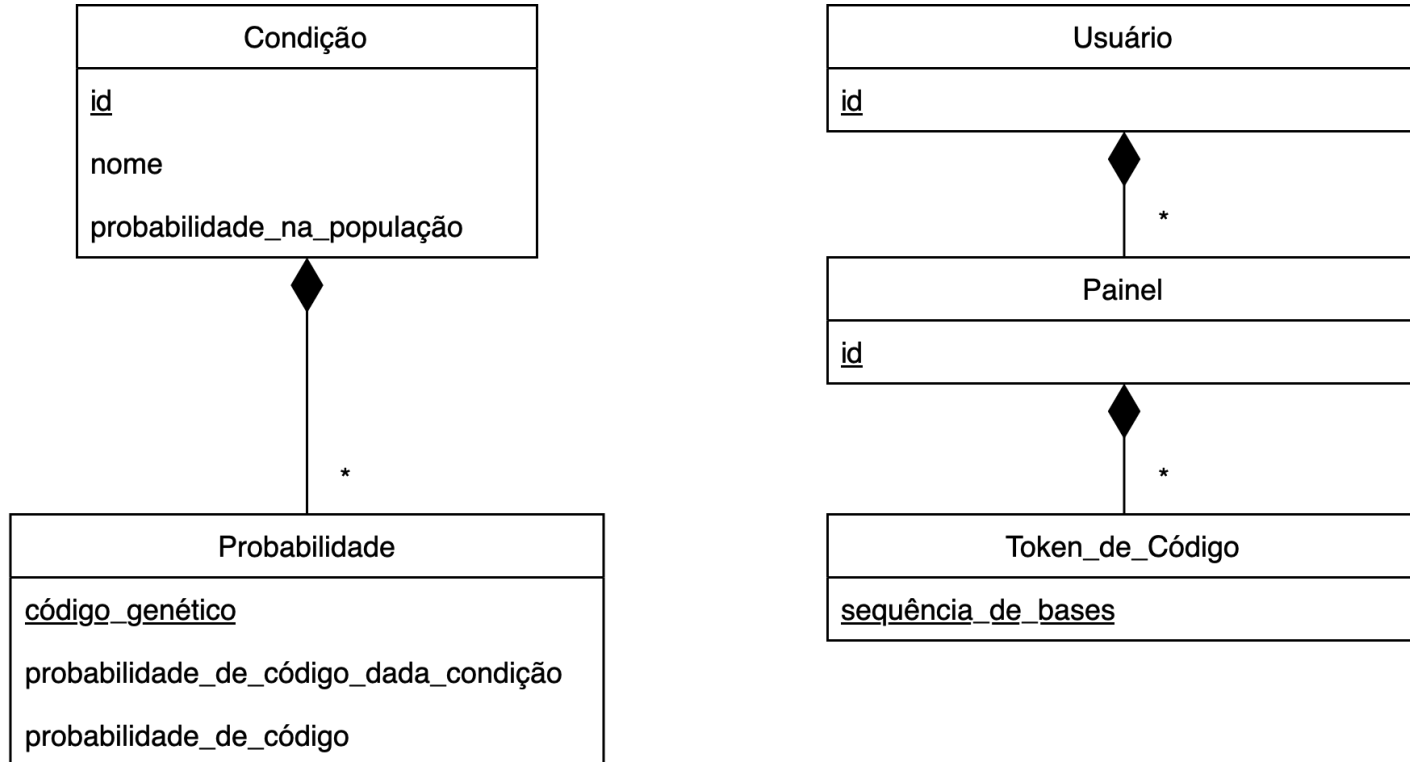 Condição
id
nome
probabilidade_na_população
*
Probabilidade
código_genético
probabilidade_de_código_dada_condição
probabilidade_de_código
Usuário
id
*
Painel
id
*
Token_de_Código
sequência_de_bases